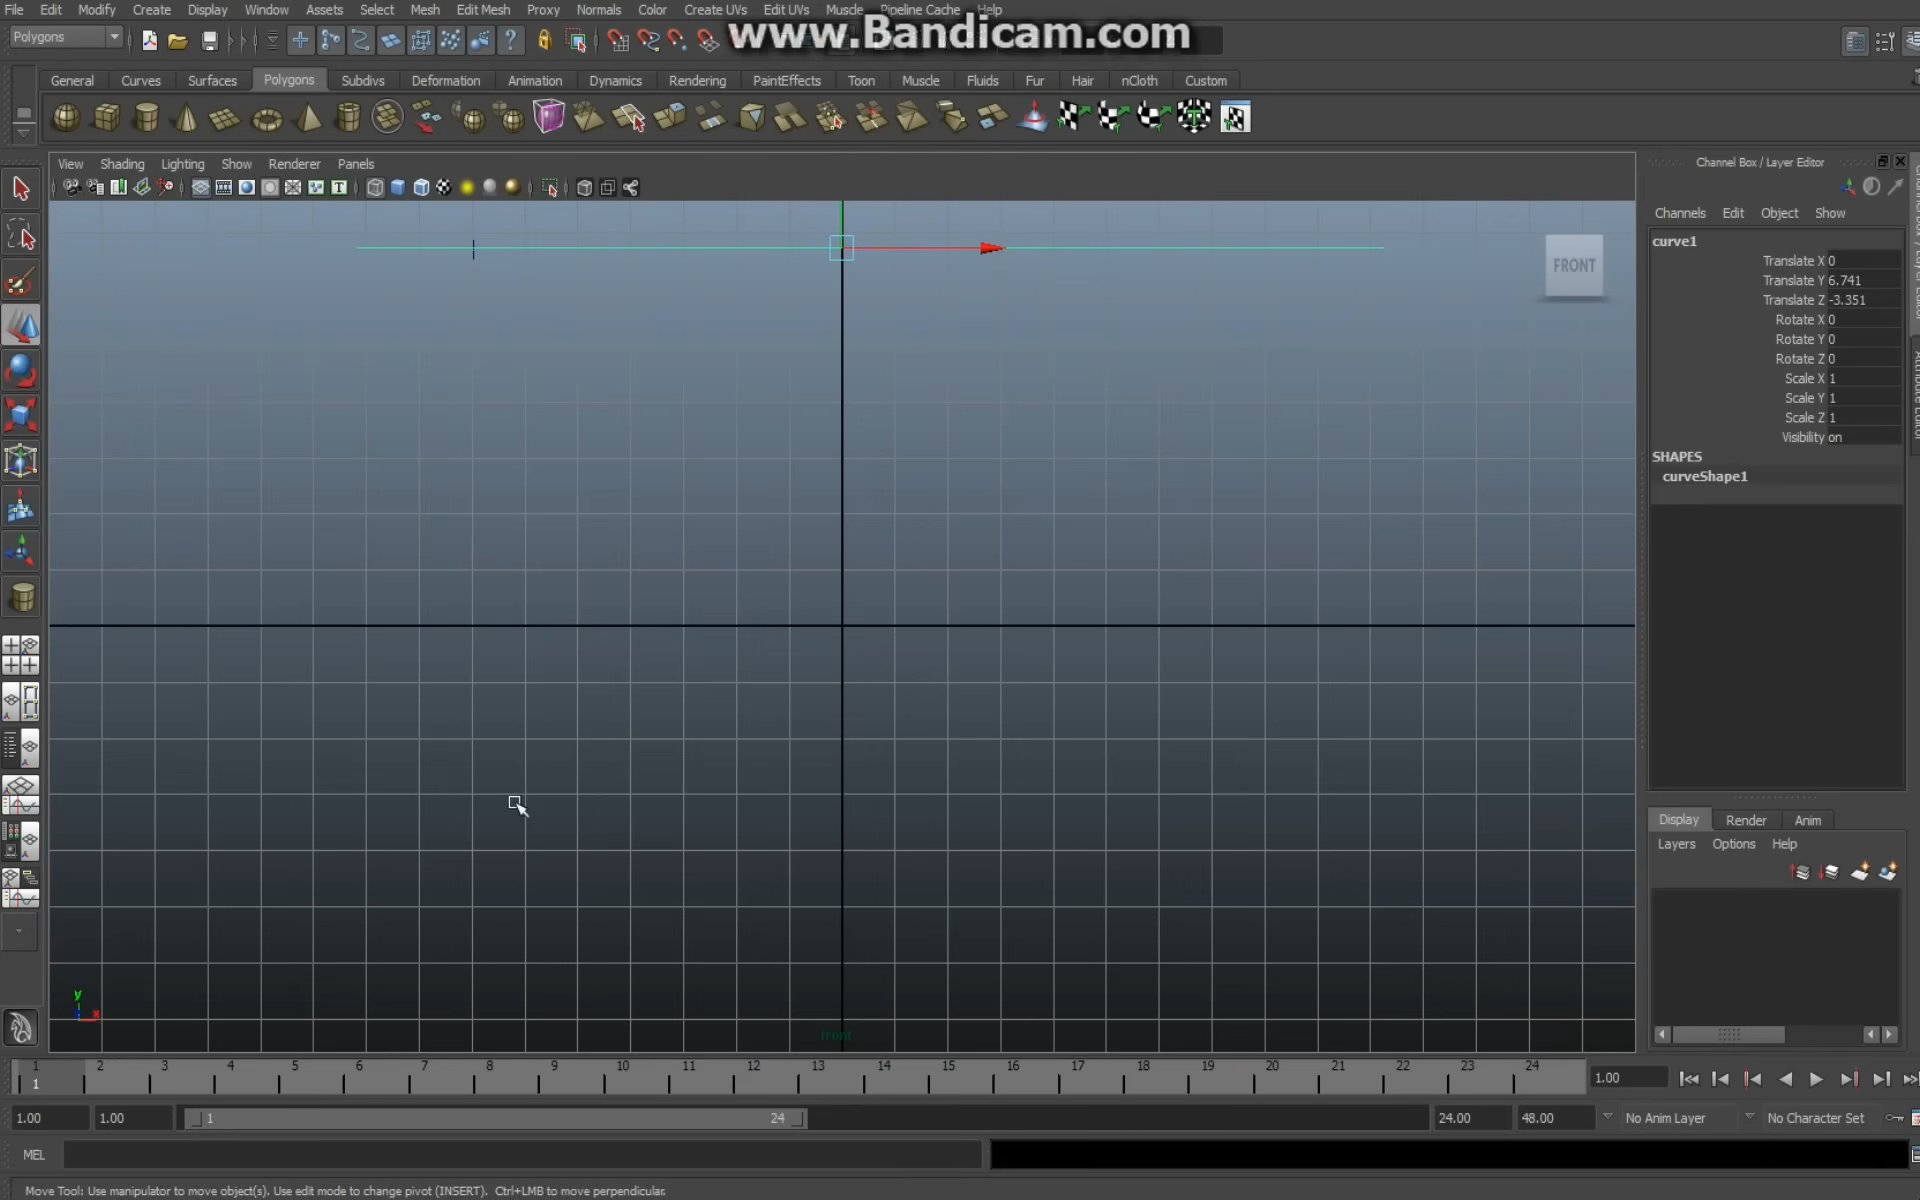 File Edit Modify Create Display Window Assets Select Mesh Edit Mesh Proxy Normals Color Create UVs Edit UVs Muscle Pipeline Cache Help
www.Bandicam.com
Polygons
General Curves Surfaces Polygons Subdivs Deformation Animation Dynamics Rendering PaintEffects Toon Muscle Fluids Fur Hair nCloth Custom
View Shading Lighting Show Renderer Panels
Channel Box / Layer Editor
Channels Edit Object Show
FRONT
curve1
Translate X 0
Translate Y 6.741
Translate Z -3.351
Rotate X 0
Rotate Y 0
Rotate Z 0
Scale X 1
Scale Y 1
Scale Z 1
Visibility on
SHAPES
curveShape1
Display Render Anim
Layers Options Help
y
x
front
1 2 3 4 5 6 7 8 9 10 11 12 13 14 15 16 17 18 19 20 21 22 23 24
1
1.00
1.00 1.00 1 24 24.00 48.00 No Anim Layer No Character Set
MEL
Move Tool: Use manipulator to move object(s). Use edit mode to change pivot (INSERT). Ctrl+LMB to move perpendicular.